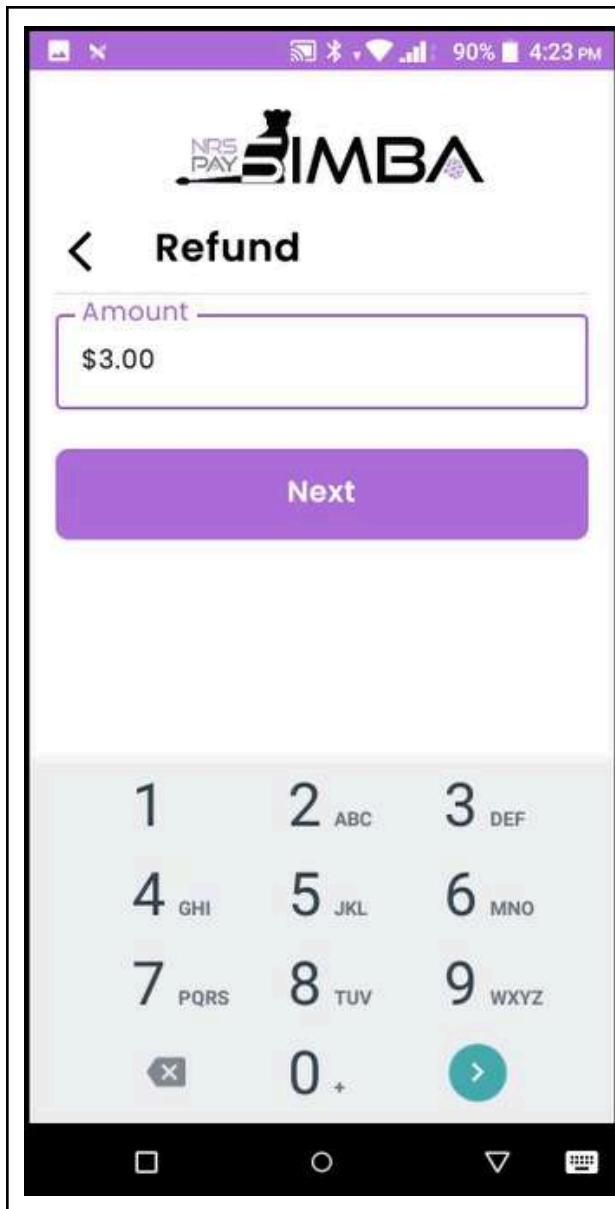 90% 4:23 PM
NRS
PAY SIMBA
Refund
Amount
$3.00
Next
1 2 ABC 3 DEF
4 GHI 5 JKL 6 MNO
7 PQRS 8 TUV 9 WXYZ
0 +